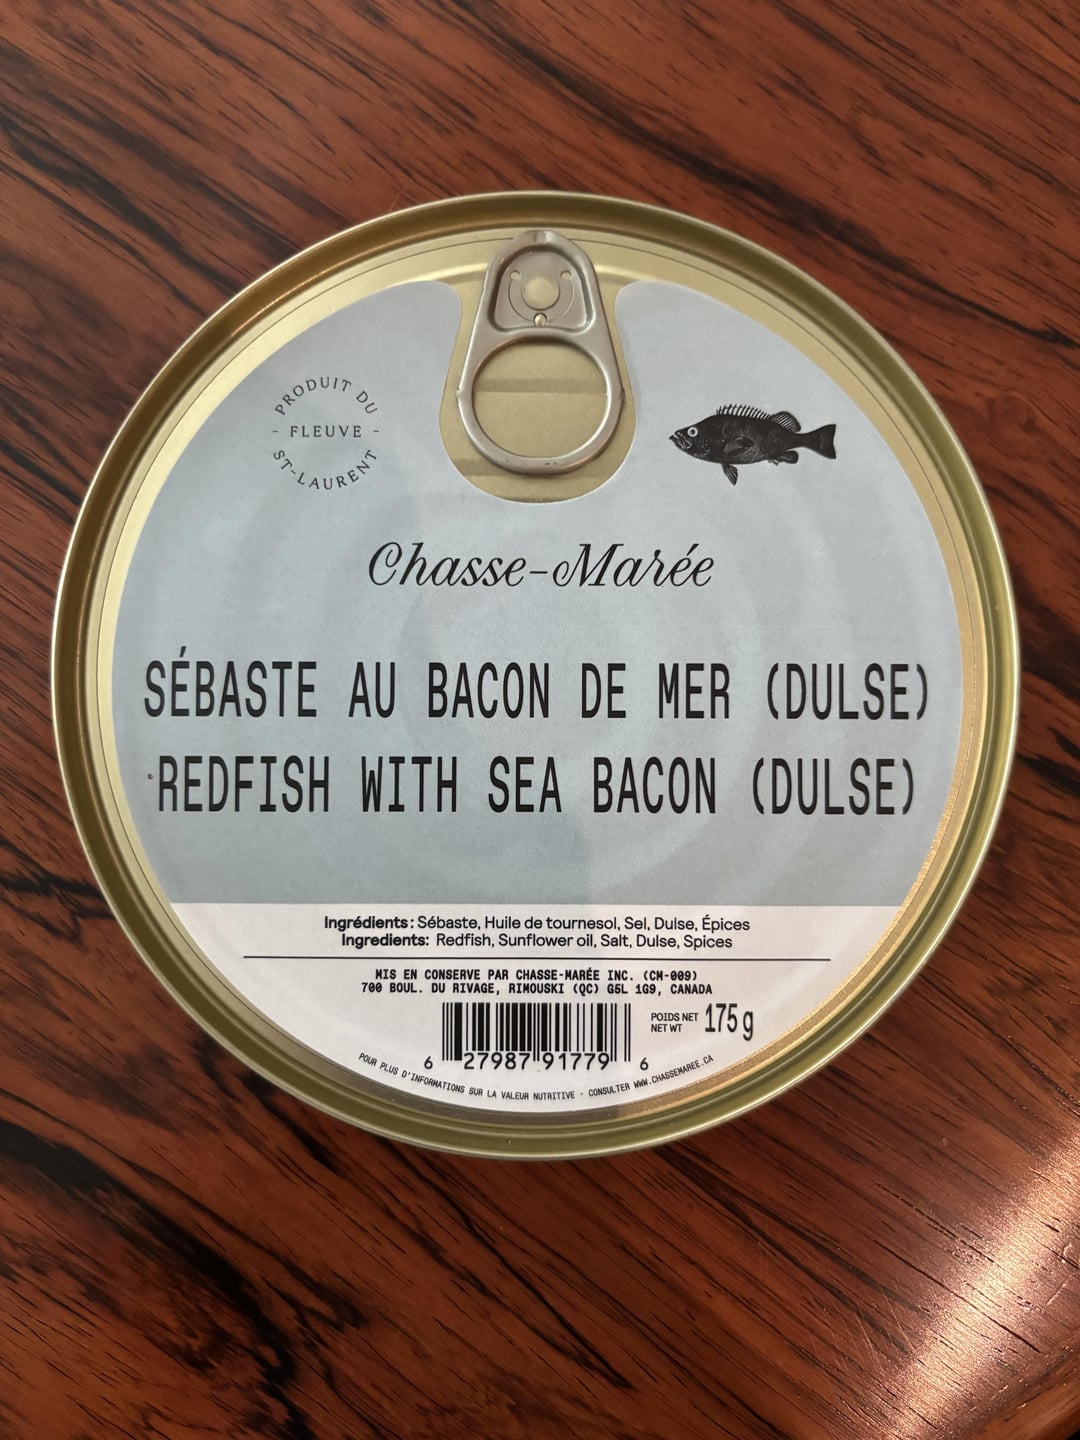 PRODUIT DU
- FLEUVE -
ST-LAURENT
Chasse-Marée
SÉBASTE AU BACON DE MER (DULSE)
REDFISH WITH SEA BACON (DULSE)
Ingrédients: Sébaste, Huile de tournesol, Sel, Dulse, Épices
Ingredients: Redfish, Sunflower oil, Salt, Dulse, Spices
MIS EN CONSERVE PAR CHASSE-MARÉE INC. (CM-009)
700 BOUL. DU RIVAGE, RIMOUSKI (QC) G5L 1G9, CANADA
POIDS NET
NET WT
175 g
6 27987 91779 6
POUR PLUS D'INFORMATIONS SUR LA VALEUR NUTRITIVE - CONSULTER WWW.CHASSEMAREE.CA